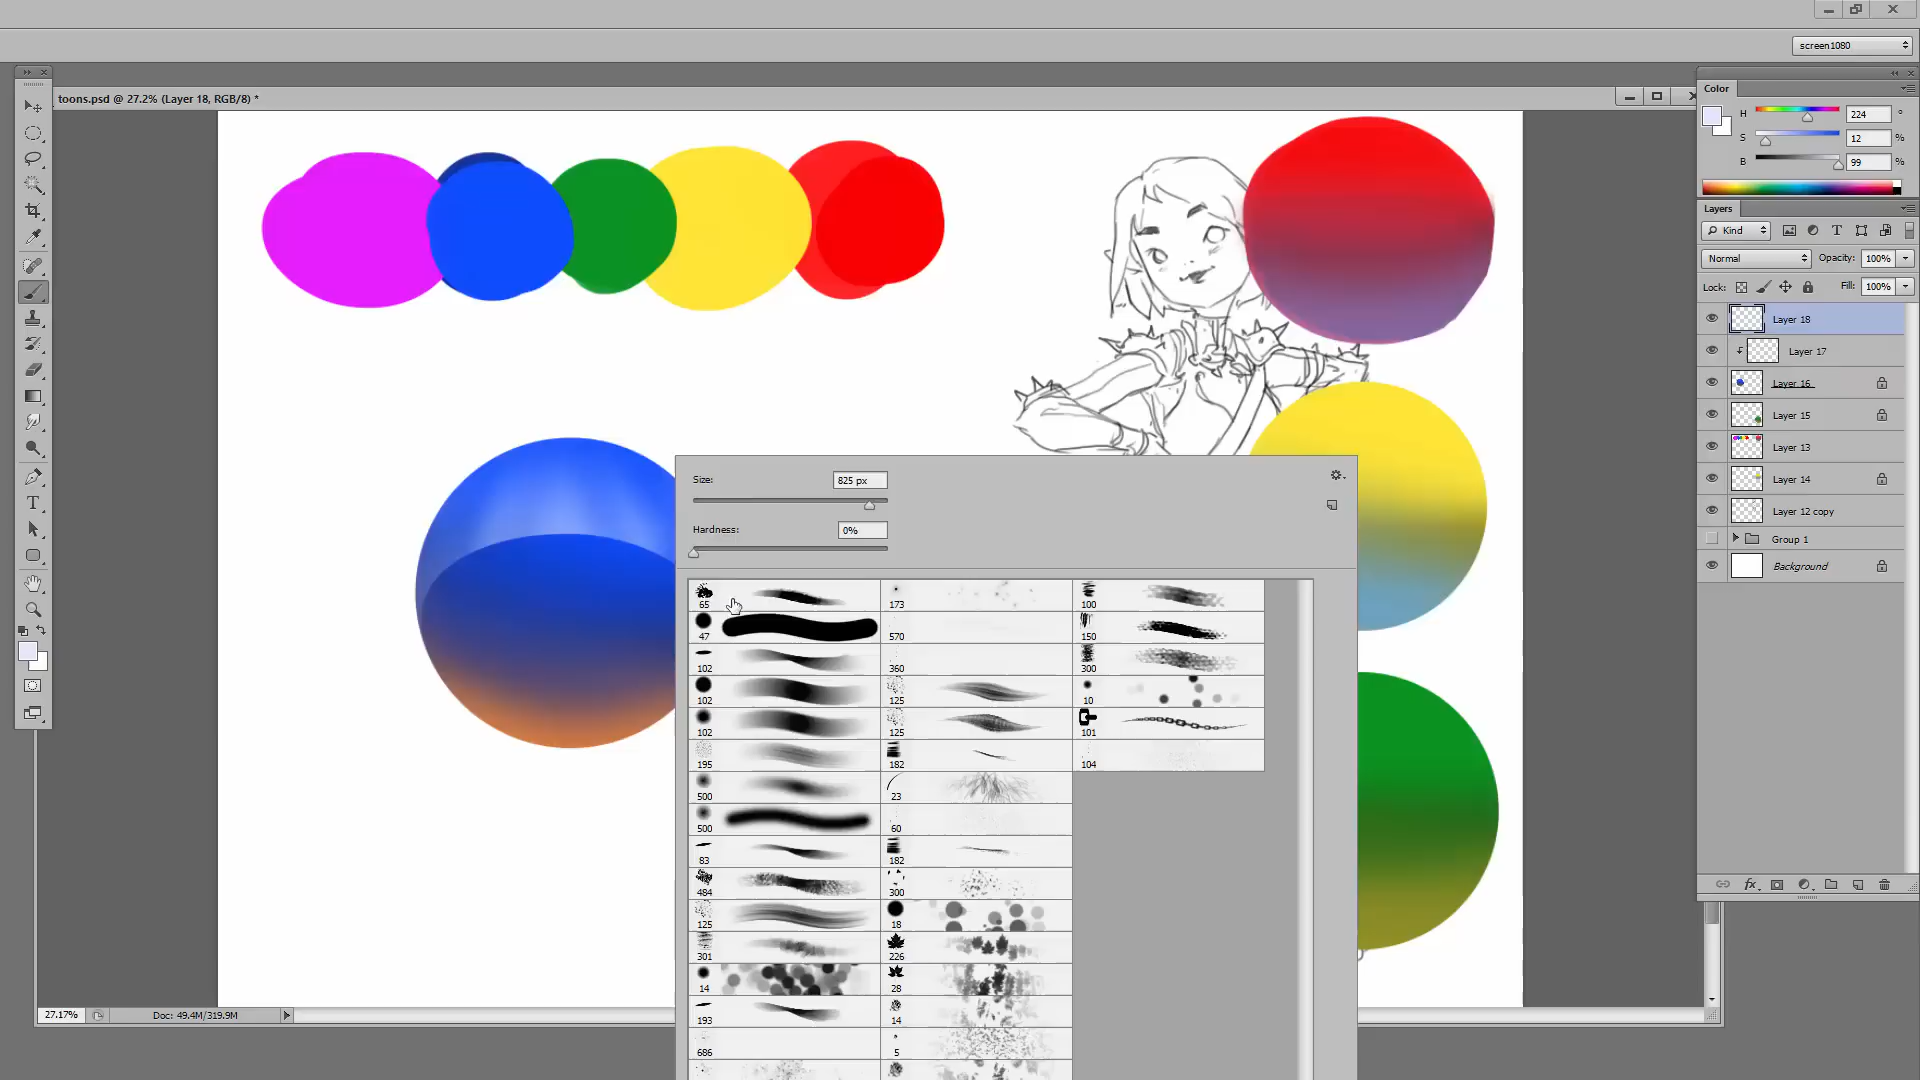 screen1080
toons.psd @ 27.2% (Layer 18, RGB/8) *
Color
H 224 °
S 12 %
B 99 %
Layers
Kind
Normal Opacity: 100%
Lock: Fill: 100%
Layer 18
Layer 17
Layer 16
Layer 15
Layer 13
Layer 14
Layer 12 copy
Group 1
Background
Size: 825 px
Hardness: 0%
65 173 100
47 570 150
102 360 300
102 125 10
102 125 101
195 182 104
500 23
500 60
83 182
484 300
125 18
301 226
14 28
193 14
686 5
27.17% Doc: 49.4M/319.9M